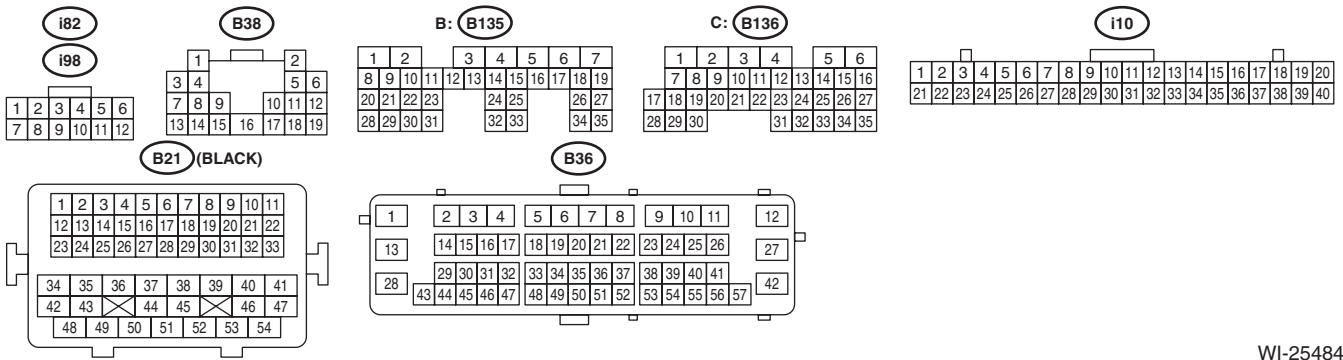 i82
B38
B: B135
C: B136
i10
i98
1 2
3 4 5 6
7 8 9 10 11 12
13 14 15 16 17 18 19
1 2 3 4 5 6
7 8 9 10 11 12
1 2 3 4 5 6 7
8 9 10 11 12 13 14 15 16 17 18 19
20 21 22 23 24 25 26 27
28 29 30 31 32 33 34 35
1 2 3 4 5 6
7 8 9 10 11 12 13 14 15 16
17 18 19 20 21 22 23 24 25 26 27
28 29 30 31 32 33 34 35
1 2 3 4 5 6 7 8 9 10 11 12 13 14 15 16 17 18 19 20
21 22 23 24 25 26 27 28 29 30 31 32 33 34 35 36 37 38 39 40
B21 (BLACK)
1 2 3 4 5 6 7 8 9 10 11
12 13 14 15 16 17 18 19 20 21 22
23 24 25 26 27 28 29 30 31 32 33
34 35 36 37 38 39 40 41
42 43 44 45 46 47
48 49 50 51 52 53 54
B36
1 2 3 4 5 6 7 8 9 10 11 12
13 14 15 16 17 18 19 20 21 22 23 24 25 26 27
28 29 30 31 32 33 34 35 36 37 38 39 40 41 42
43 44 45 46 47 48 49 50 51 52 53 54 55 56 57
WI-25484